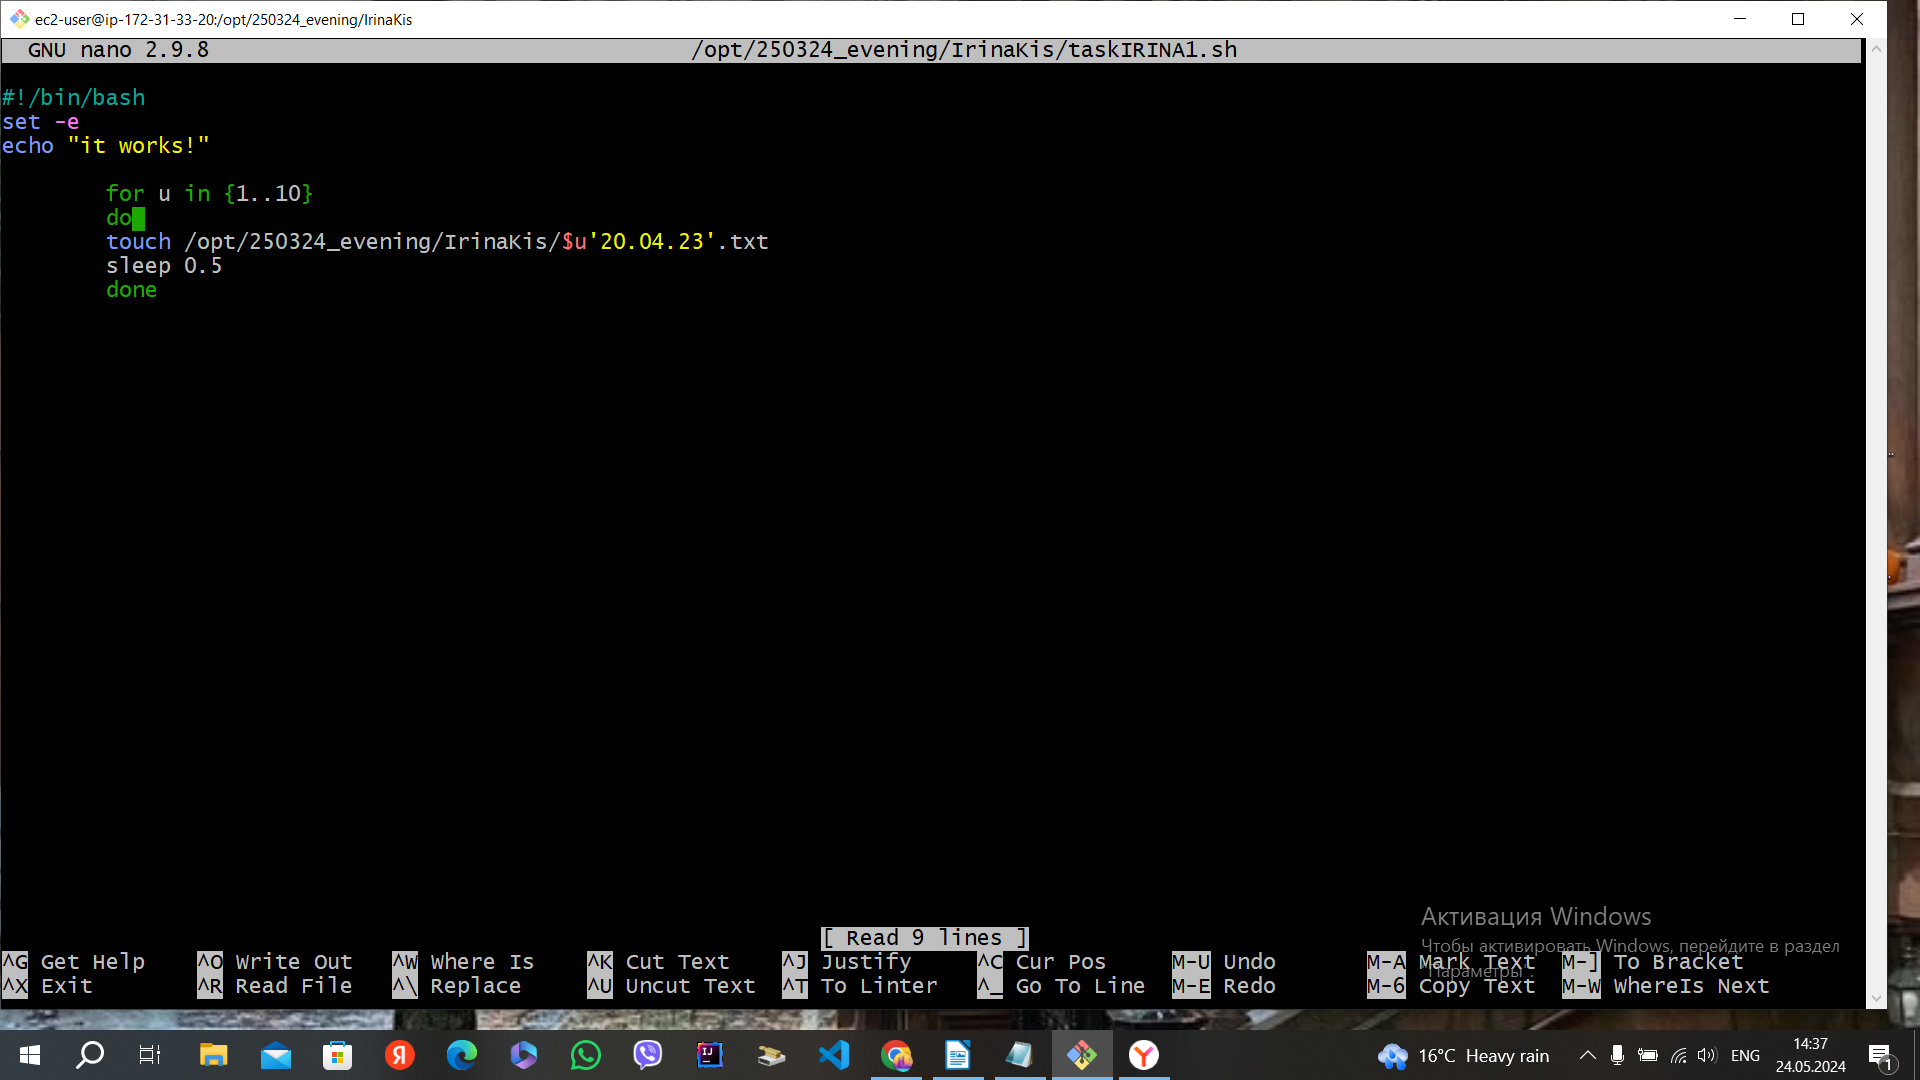 ec2-user@ip-172-31-33-20:/opt/250324_evening/IrinaKis
GNU nano 2.9.8 /opt/250324_evening/IrinaKis/taskIRINA1.sh
#!/bin/bash
set -e
echo "it works!"
for u in {1..10}
do
touch /opt/250324_evening/IrinaKis/$u'20.04.23'.txt
sleep 0.5
done
Активация Windows
Чтобы активировать Windows, перейдите в раздел
"Параметры".
[ Read 9 lines ]
^G Get Help ^O Write Out ^W Where Is ^K Cut Text ^J Justify ^C Cur Pos M-U Undo M-A Mark Text M-] To Bracket
^X Exit ^R Read File ^\ Replace ^U Uncut Text ^T To Linter ^_ Go To Line M-E Redo M-6 Copy Text M-W WhereIs Next
16°C Heavy rain ENG 14:37
24.05.2024
1